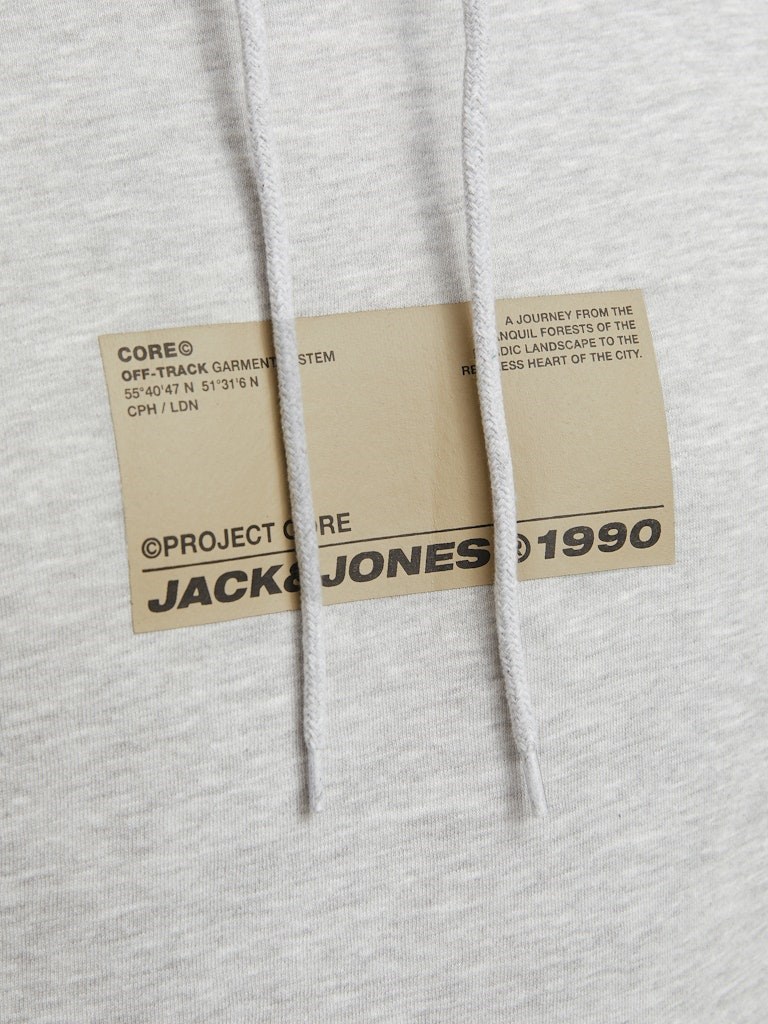 CORE©
OFF-TRACK GARMENT
55°40'47 N 51°31'6 N
CPH / LDN
A JOURNEY FROM THE
FORESTS OF THE
LANDSCAPE TO THE
HEART OF THE CITY.
©PROJECT
JACK& JONES ® 1990